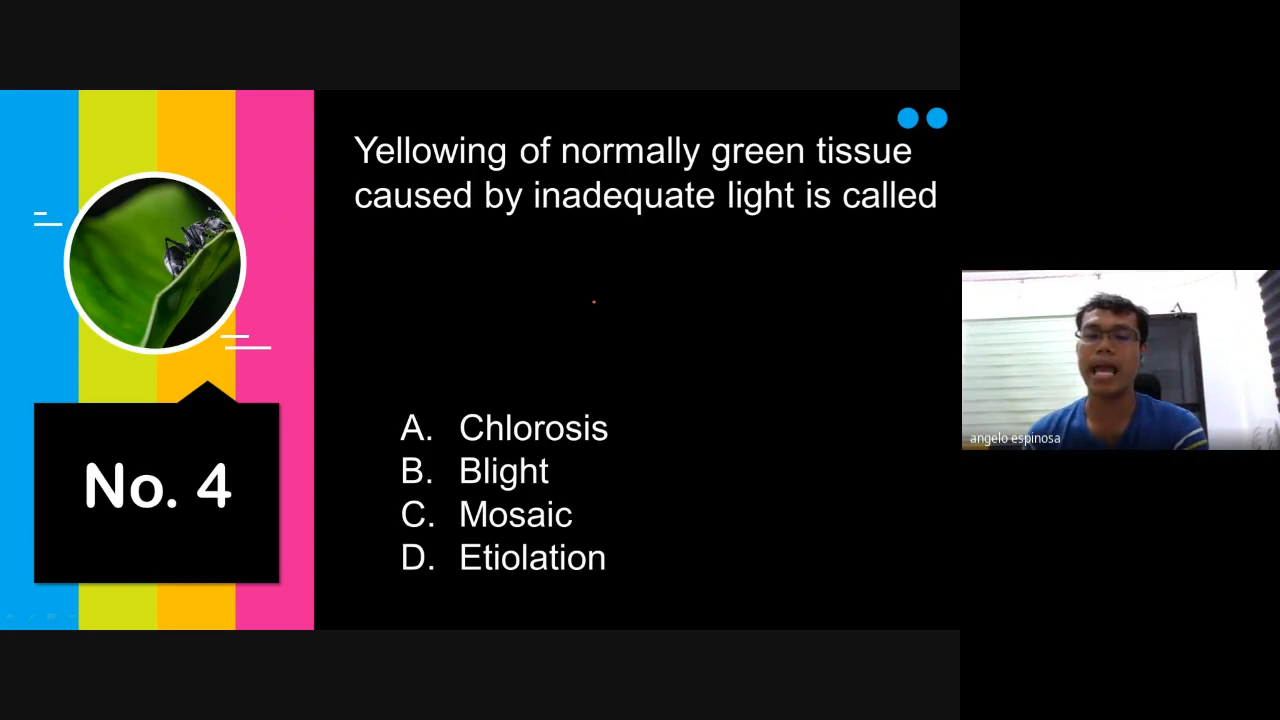 Yellowing of normally green tissue
caused by inadequate light is called
No. 4
A. Chlorosis
B. Blight
C. Mosaic
D. Etiolation
angelo espinosa